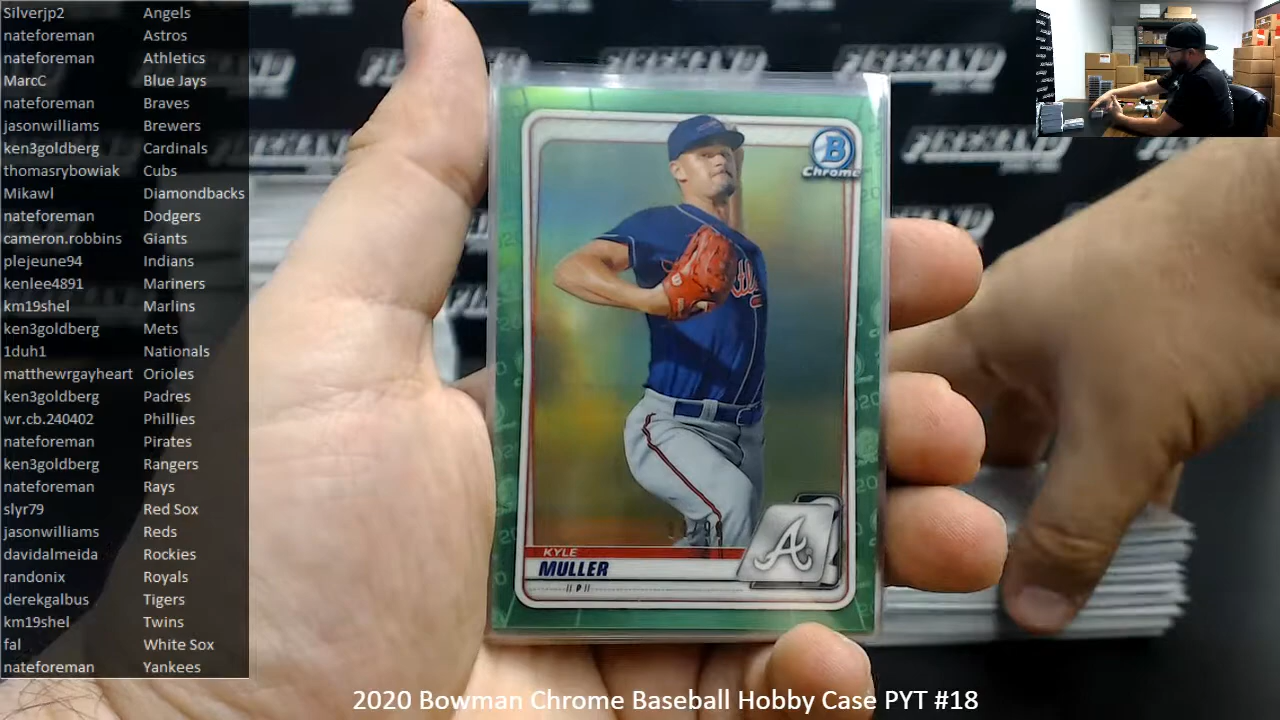 Silverjp2 Angels
nateforeman Astros
nateforeman Athletics
MarcC Blue Jays
nateforeman Braves
jasonwilliams Brewers
ken3goldberg Cardinals
thomasrybowiak Cubs
Mikawl Diamondbacks
nateforeman Dodgers
cameron.robbins Giants
plejeune94 Indians
kenlee4891 Mariners
km19shel Marlins
ken3goldberg Mets
1duh1 Nationals
matthewrgayheart Orioles
ken3goldberg Padres
wr.cb.240402 Phillies
nateforeman Pirates
ken3goldberg Rangers
nateforeman Rays
slyr79 Red Sox
jasonwilliams Reds
davidalmeida Rockies
randonix Royals
derekgalbus Tigers
km19shel Twins
fal White Sox
nateforeman Yankees
B
Chrome
A
KYLE
MULLER
P
2020 Bowman Chrome Baseball Hobby Case PYT #18